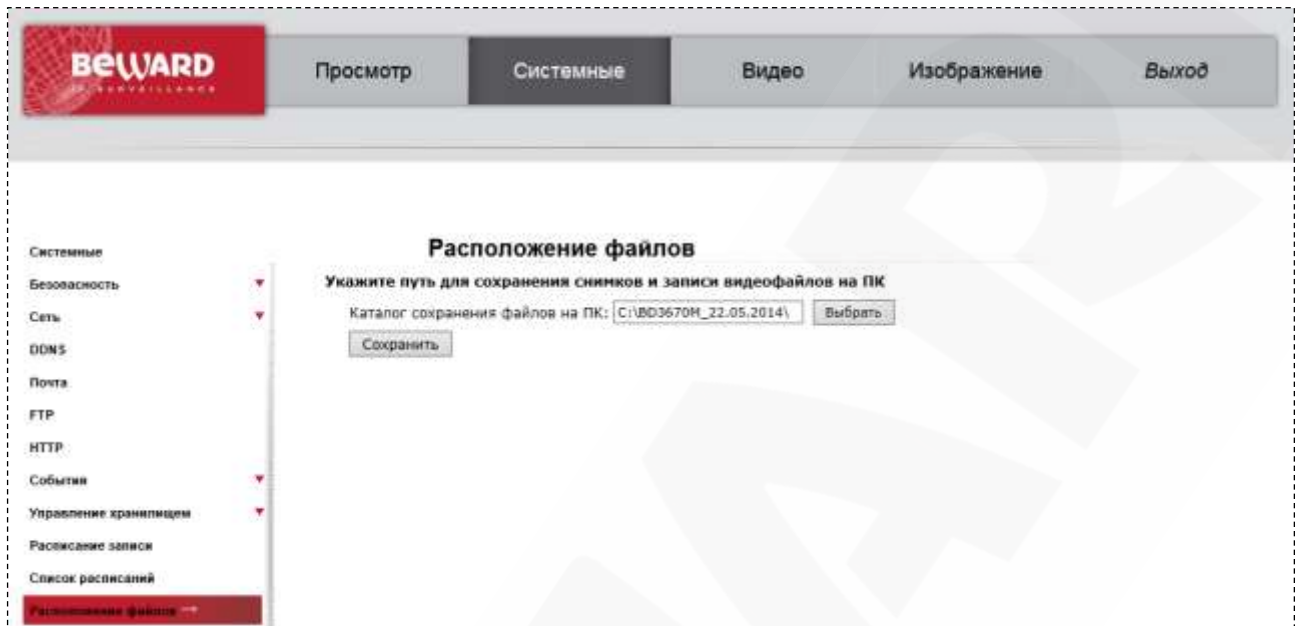 BEWARD
IP SURVEILLANCE
Просмотр
Системные
Видео
Изображение
Выход
Системные
Безопасность
Сеть
DDNS
Почта
FTP
HTTP
События
Управление хранилищем
Расписание записи
Список расписаний
Расположение файлов
Расположение файлов
Укажите путь для сохранения снимков и записи видеофайлов на ПК
Каталог сохранения файлов на ПК: C:\BD3670M_22.05.2014\ Выбрать
Сохранить